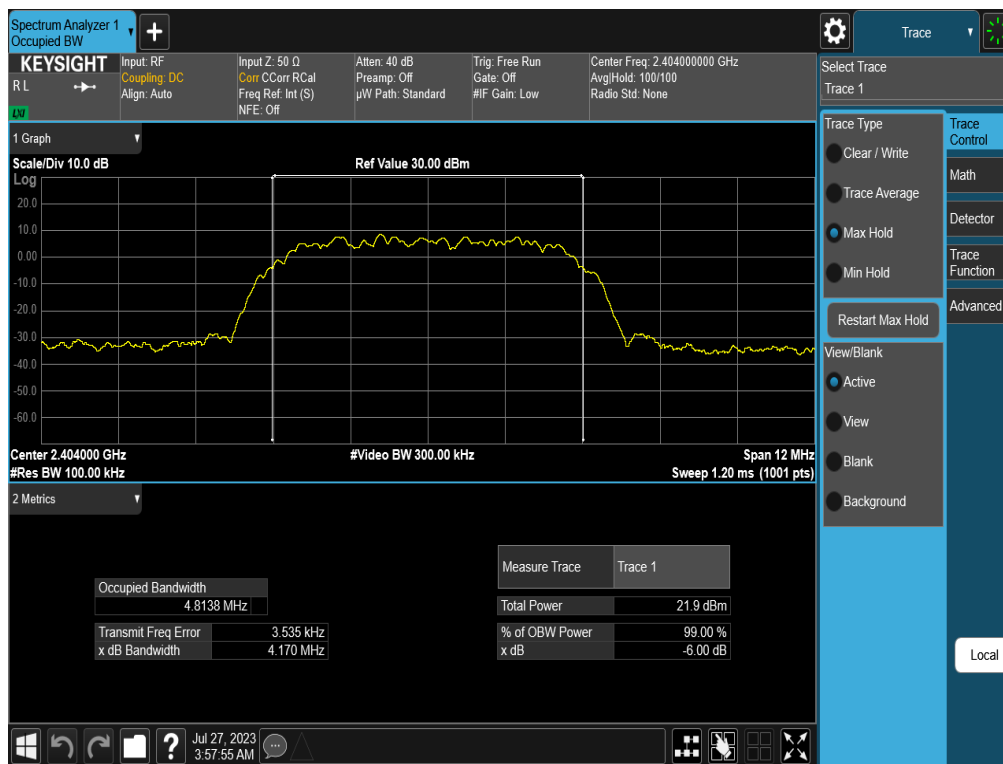 Spectrum Analyzer 1
Occupied BW
Trace
KEYSIGHT
R L
LXI
Input: RF
Coupling: DC
Align: Auto
Input Z: 50 Ω
Corr CCorr RCal
Freq Ref: Int (S)
NFE: Off
Atten: 40 dB
Preamp: Off
µW Path: Standard
Trig: Free Run
Gate: Off
#IF Gain: Low
Center Freq: 2.404000000 GHz
Avg|Hold: 100/100
Radio Std: None
Select Trace
Trace 1
1 Graph
Scale/Div 10.0 dB
Ref Value 30.00 dBm
Log
20.0
10.0
0.00
-10.0
-20.0
-30.0
-40.0
-50.0
-60.0
Center 2.404000 GHz
#Video BW 300.00 kHz
Span 12 MHz
#Res BW 100.00 kHz
Sweep 1.20 ms (1001 pts)
Trace Type
Clear / Write
Trace Average
Max Hold
Min Hold
Restart Max Hold
View/Blank
Active
View
Blank
Background
Trace
Control
Math
Detector
Trace
Function
Advanced
Local
2 Metrics
Occupied Bandwidth
4.8138 MHz
Transmit Freq Error 3.535 kHz
x dB Bandwidth 4.170 MHz
Measure Trace Trace 1
Total Power 21.9 dBm
% of OBW Power 99.00 %
x dB -6.00 dB
?
Jul 27, 2023
3:57:55 AM